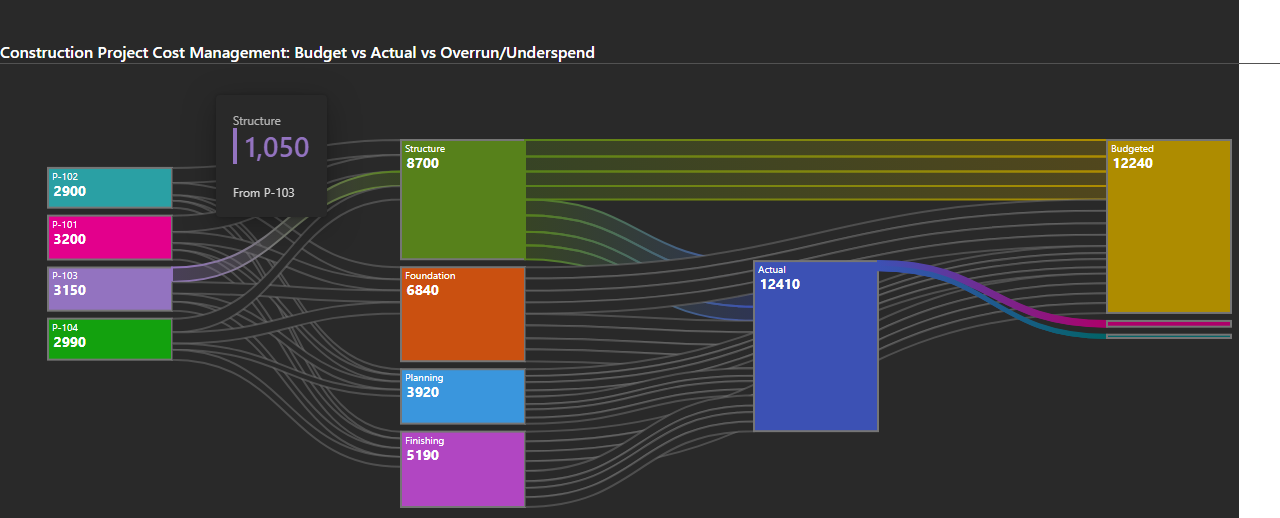 Construction Project Cost Management: Budget vs Actual vs Overrun/Underspend
Structure
1,050
From P-103
P-102
2900
P-101
3200
P-103
3150
P-104
2990
Structure
8700
Foundation
6840
Planning
3920
Finishing
5190
Actual
12410
Budgeted
12240